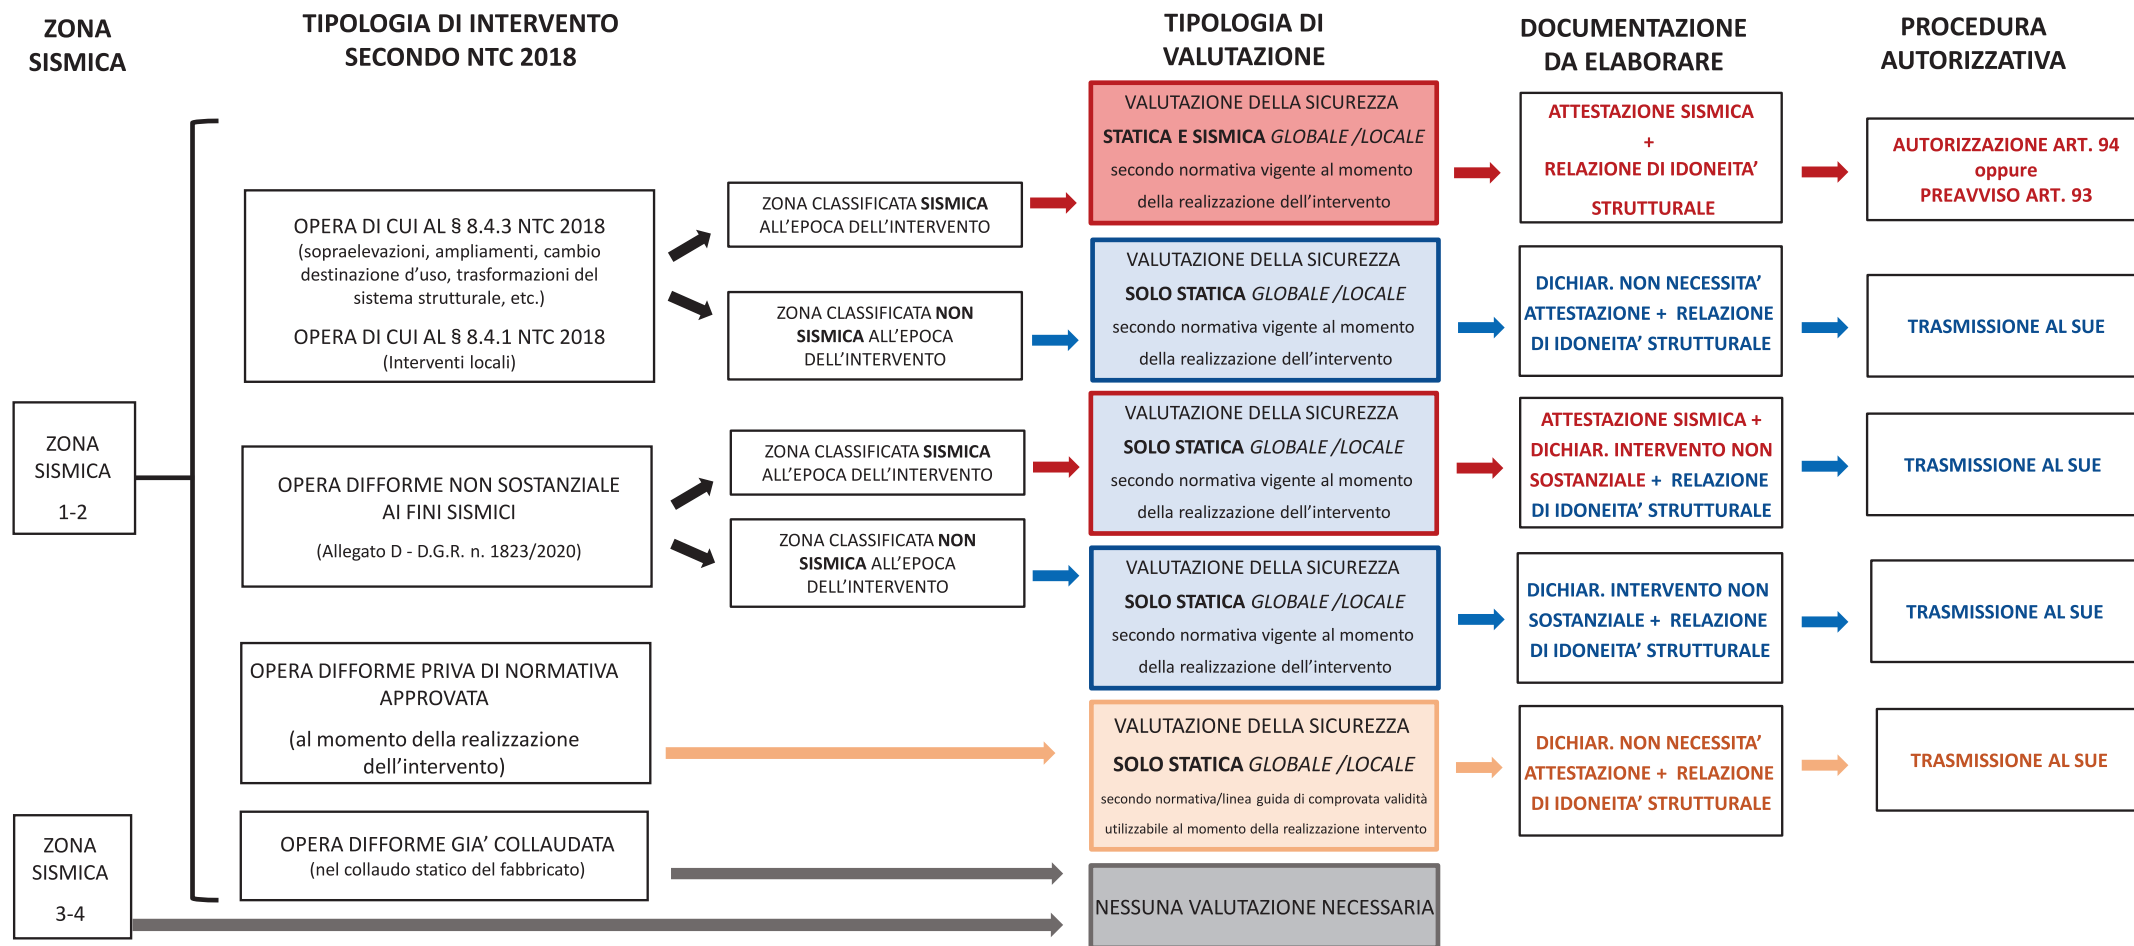 ZONA
SISMICA
TIPOLOGIA DI INTERVENTO
SECONDO NTC 2018
TIPOLOGIA DI
VALUTAZIONE
DOCUMENTAZIONE
DA ELABORARE
PROCEDURA
AUTORIZZATIVA
ZONA
SISMICA
1-2
OPERA DI CUI AL § 8.4.3 NTC 2018
(sopraelevazioni, ampliamenti, cambio
destinazione d’uso, trasformazioni del
sistema strutturale, etc.)
OPERA DI CUI AL § 8.4.1 NTC 2018
(Interventi locali)
ZONA CLASSIFICATA SISMICA
ALL’EPOCA DELL’INTERVENTO
VALUTAZIONE DELLA SICUREZZA
STATICA E SISMICA GLOBALE /LOCALE
secondo normativa vigente al momento
della realizzazione dell’intervento
ATTESTAZIONE SISMICA
+
RELAZIONE DI IDONEITA’
STRUTTURALE
AUTORIZZAZIONE ART. 94
oppure
PREAVVISO ART. 93
ZONA CLASSIFICATA NON
SISMICA ALL’EPOCA
DELL’INTERVENTO
VALUTAZIONE DELLA SICUREZZA
SOLO STATICA GLOBALE /LOCALE
secondo normativa vigente al momento
della realizzazione dell’intervento
DICHIAR. NON NECESSITA’
ATTESTAZIONE + RELAZIONE
DI IDONEITA’ STRUTTURALE
TRASMISSIONE AL SUE
OPERA DIFFORME NON SOSTANZIALE
AI FINI SISMICI
(Allegato D - D.G.R. n. 1823/2020)
ZONA CLASSIFICATA SISMICA
ALL’EPOCA DELL’INTERVENTO
VALUTAZIONE DELLA SICUREZZA
SOLO STATICA GLOBALE /LOCALE
secondo normativa vigente al momento
della realizzazione dell’intervento
ATTESTAZIONE SISMICA +
DICHIAR. INTERVENTO NON
SOSTANZIALE + RELAZIONE
DI IDONEITA’ STRUTTURALE
TRASMISSIONE AL SUE
ZONA CLASSIFICATA NON
SISMICA ALL’EPOCA
DELL’INTERVENTO
VALUTAZIONE DELLA SICUREZZA
SOLO STATICA GLOBALE /LOCALE
secondo normativa vigente al momento
della realizzazione dell’intervento
DICHIAR. INTERVENTO NON
SOSTANZIALE + RELAZIONE
DI IDONEITA’ STRUTTURALE
TRASMISSIONE AL SUE
OPERA DIFFORME PRIVA DI NORMATIVA
APPROVATA
(al momento della realizzazione
dell’intervento)
VALUTAZIONE DELLA SICUREZZA
SOLO STATICA GLOBALE /LOCALE
secondo normativa/linea guida di comprovata validità
utilizzabile al momento della realizzazione intervento
DICHIAR. NON NECESSITA’
ATTESTAZIONE + RELAZIONE
DI IDONEITA’ STRUTTURALE
TRASMISSIONE AL SUE
OPERA DIFFORME GIA’ COLLAUDATA
(nel collaudo statico del fabbricato)
ZONA
SISMICA
3-4
NESSUNA VALUTAZIONE NECESSARIA